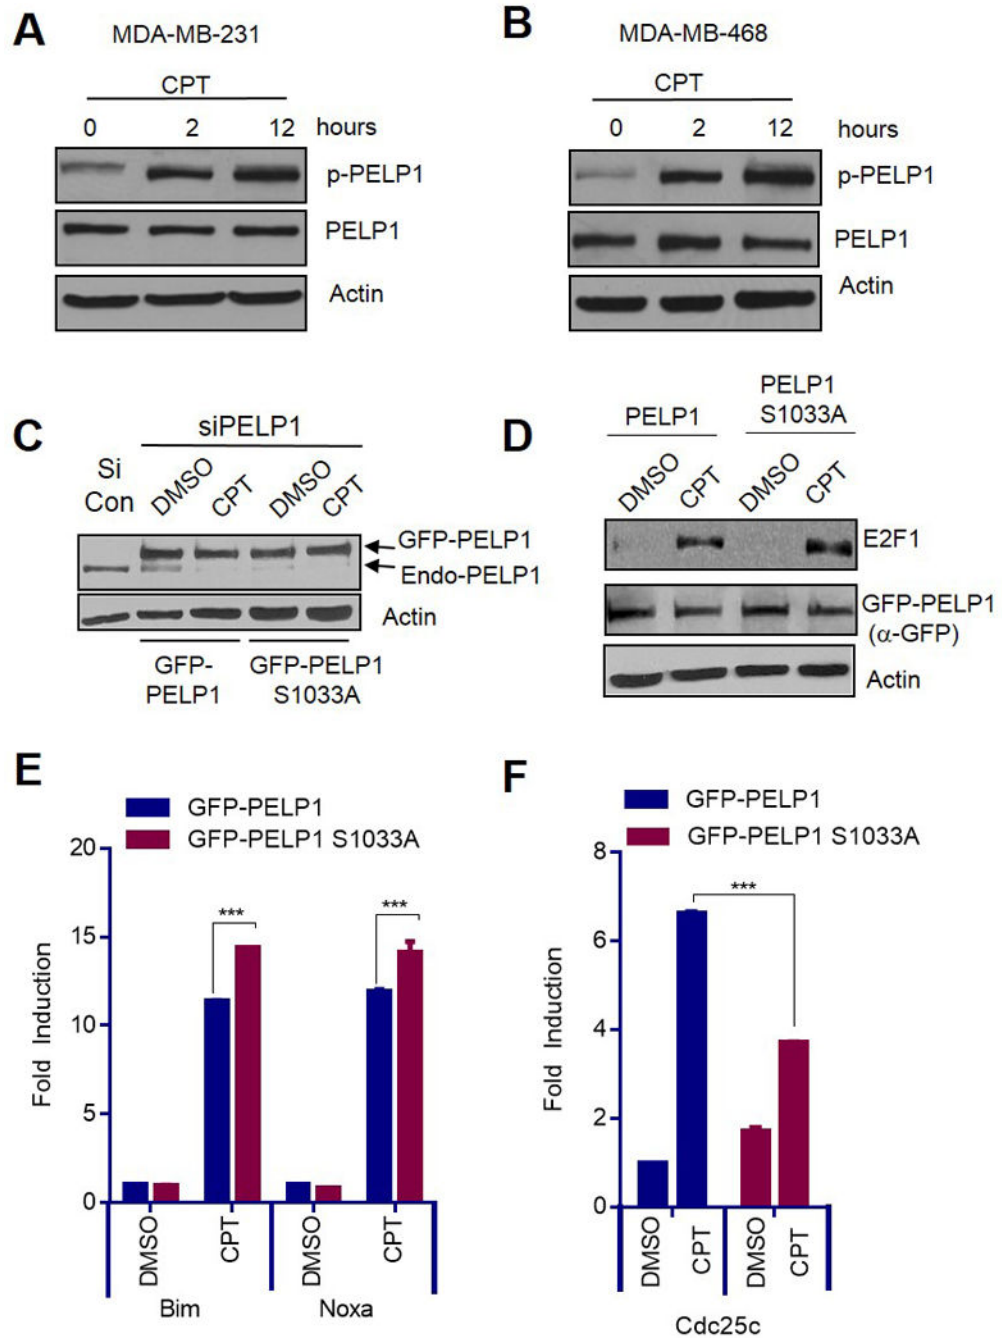 A
MDA-MB-231
CPT
0 2 12 hours
p-PELP1
PELP1
Actin
B
MDA-MB-468
CPT
0 2 12 hours
p-PELP1
PELP1
Actin
C
siPELP1
Si
Con
DMSO CPT DMSO CPT
GFP-PELP1
Endo-PELP1
Actin
GFP-
PELP1
GFP-PELP1
S1033A
D
PELP1
PELP1
S1033A
DMSO CPT DMSO CPT
E2F1
GFP-PELP1
(α-GFP)
Actin
E
GFP-PELP1
GFP-PELP1 S1033A
Fold Induction
20
15
10
5
0
*** ***
DMSO CPT DMSO CPT
Bim Noxa
F
GFP-PELP1
GFP-PELP1 S1033A
Fold Induction
8
6
4
2
0
***
DMSO CPT DMSO CPT
Cdc25c